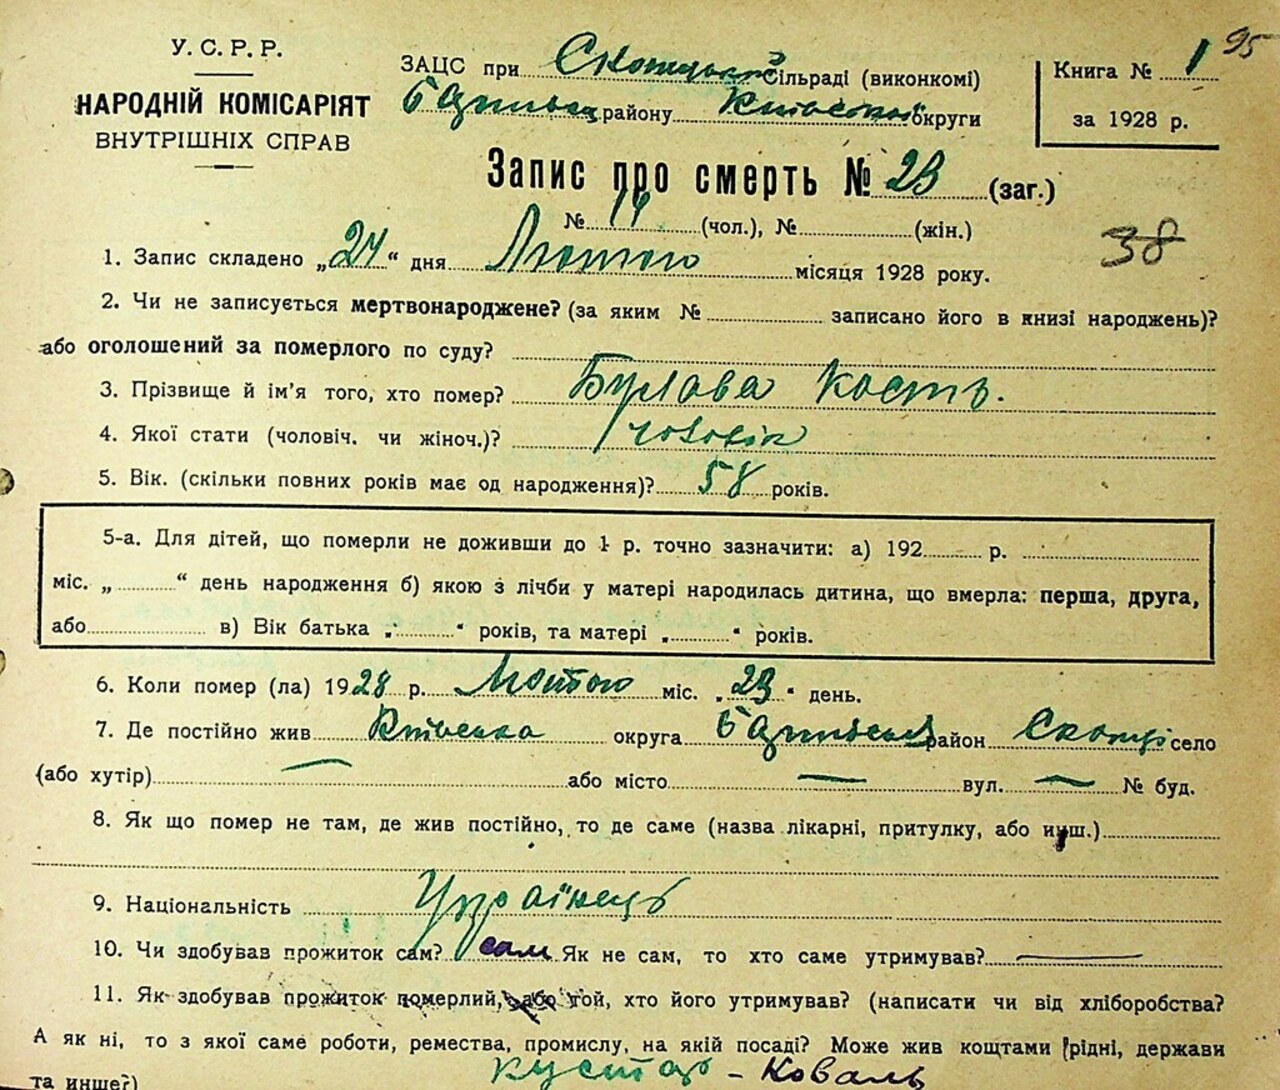 95
У. С. Р. Р.
НАРОДНІЙ КОМІСАРІЯТ
ВНУТРІШНІХ СПРАВ
ЗАЦС при Скотецькій сільраді (виконкомі)
району Київської округи
Книга № 1
за 1928 р.
Запис про смерть № 23 (заг.)
№ 14 (чол.), № (жін.)
38
1. Запис складено „24“ дня Лютого місяця 1928 року.
2. Чи не записується мертвонароджене? (за яким № записано його в книзі народжень)?
або оголошений за померлого по суду?
3. Прізвище й ім’я того, хто помер? Булава Кость.
4. Якої стати (чоловіч. чи жіноч.)? чоловік
5. Вік. (скільки повних років має од народження)? 58 років.
5-а. Для дітей, що померли не доживши до 1 р. точно зазначити: а) 192 р.
міс. „ “ день народження б) якою з лічби у матері народилась дитина, що вмерла: перша, друга,
або в) Вік батька „ “ років, та матері „ “ років.
6. Коли помер (ла) 1928 р. Лютого міс. „23“ день.
7. Де постійно жив Київська округа район село
(або хутір) — або місто — вул. — № буд.
8. Як що помер не там, де жив постійно, то де саме (назва лікарні, притулку, або инш.)
9. Національність Українець
10. Чи здобував прожиток сам? сам Як не сам, то хто саме утримував? —
11. Як здобував прожиток померлий, або той, хто його утримував? (написати чи від хліборобства?
А як ні, то з якої саме роботи, ремества, промислу, на якій посаді? Може жив коштами (рідні, держави
та инше?) кустарь - Коваль